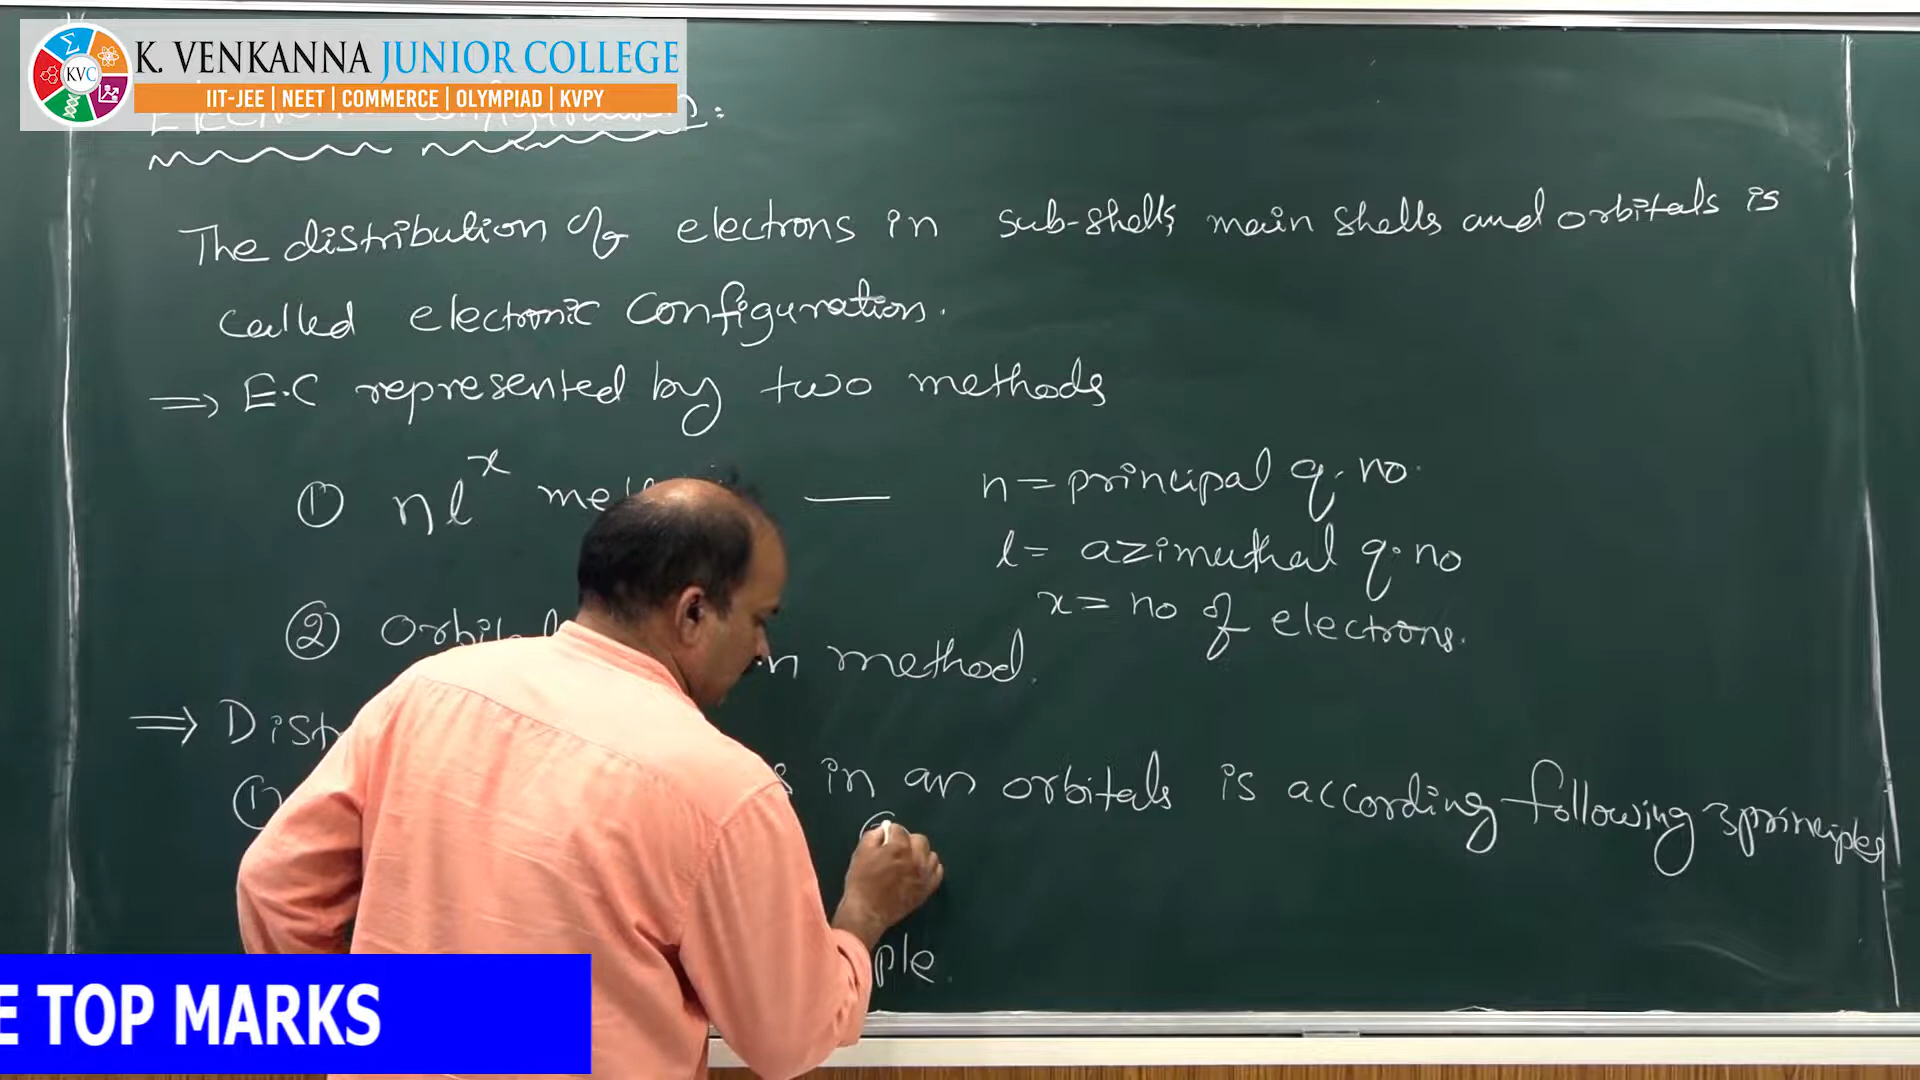 KVC
K. VENKANNA JUNIOR COLLEGE
IIT-JEE | NEET | COMMERCE | OLYMPIAD | KVPY
The distribution of electrons in sub-shells main shells and orbitals is
called electronic configuration.
⇒ E.C represented by two methods
① nlˣ — n = principal q. no.
l = azimuthal q. no
x = no of electrons.
② method.
⇒
① in an orbitals is according following 3 principles
E TOP MARKS